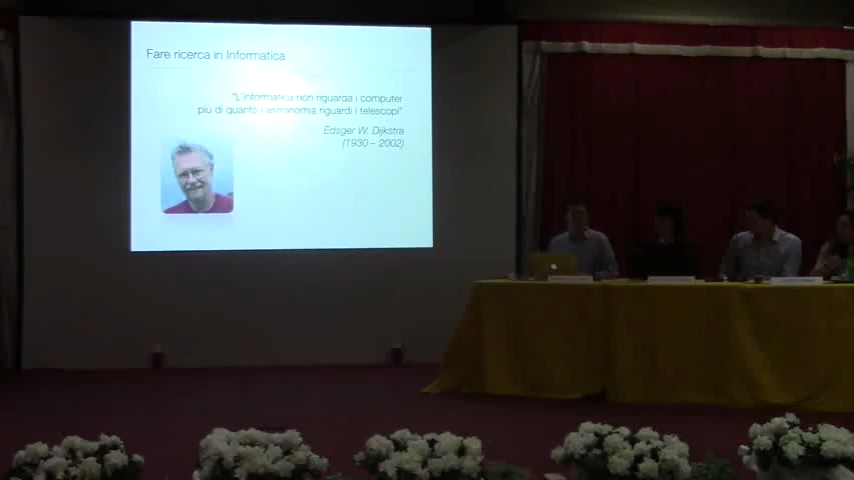 Fare ricerca in Informatica
"L'informatica non riguarda i computer
più di quanto l'astronomia riguardi i telescopi"
Edsger W. Dijkstra
(1930 – 2002)